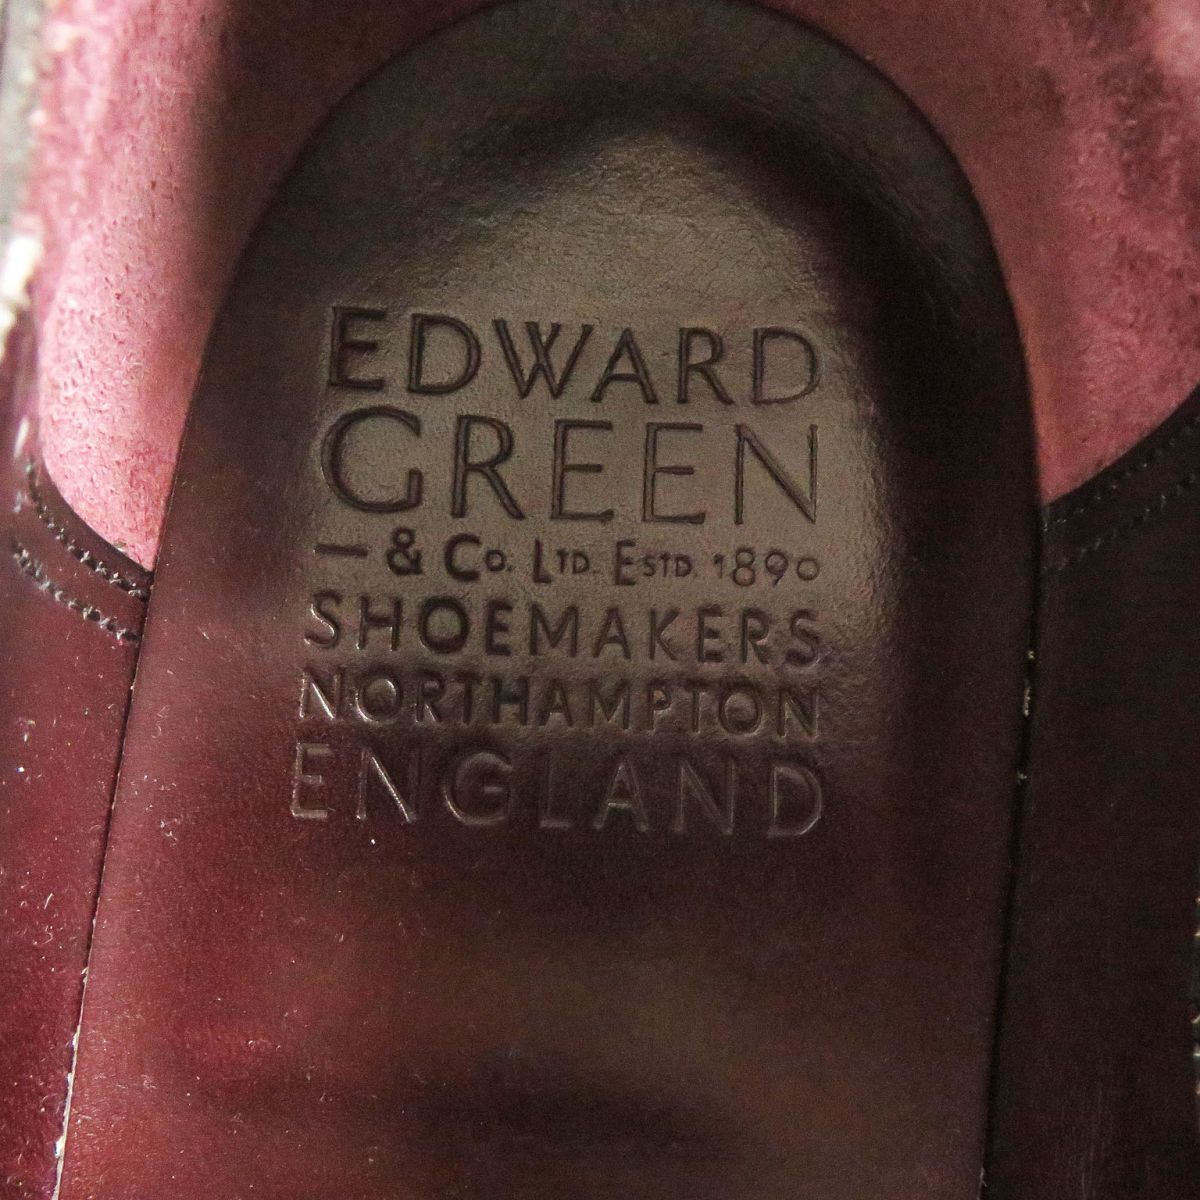 EDWARD
GREEN
— & Co. LTD. ESTD. 1890
SHOEMAKERS
NORTHAMPTON
ENGLAND